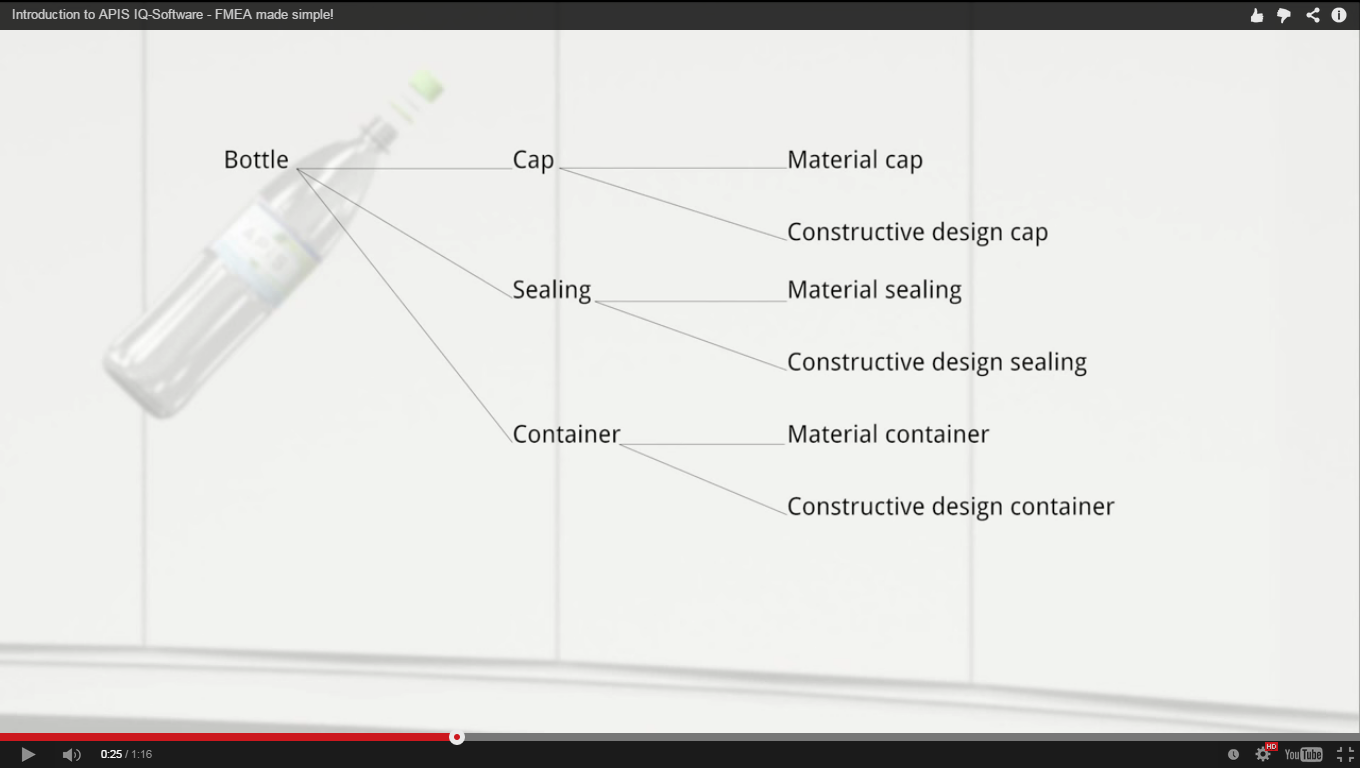 Introduction to APIS IQ-Software - FMEA made simple!
Bottle
Cap
Material cap
Constructive design cap
Sealing
Material sealing
Constructive design sealing
Container
Material container
Constructive design container
APIS
0:25 / 1:16
HD
YouTube